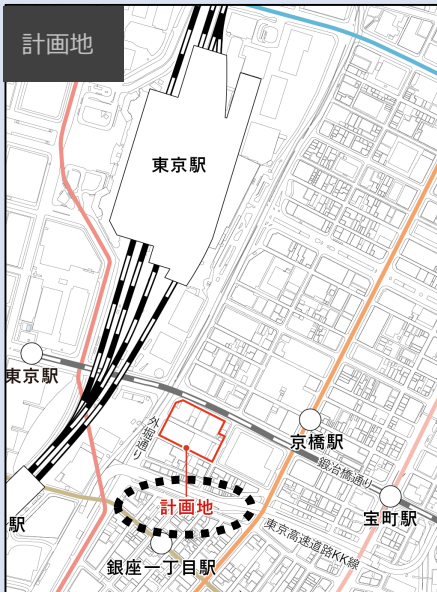 計画地
東京駅
東京駅
外堀通り
京橋駅
鍛冶橋通り
計画地
宝町駅
駅
東京高速道路KK線
銀座一丁目駅